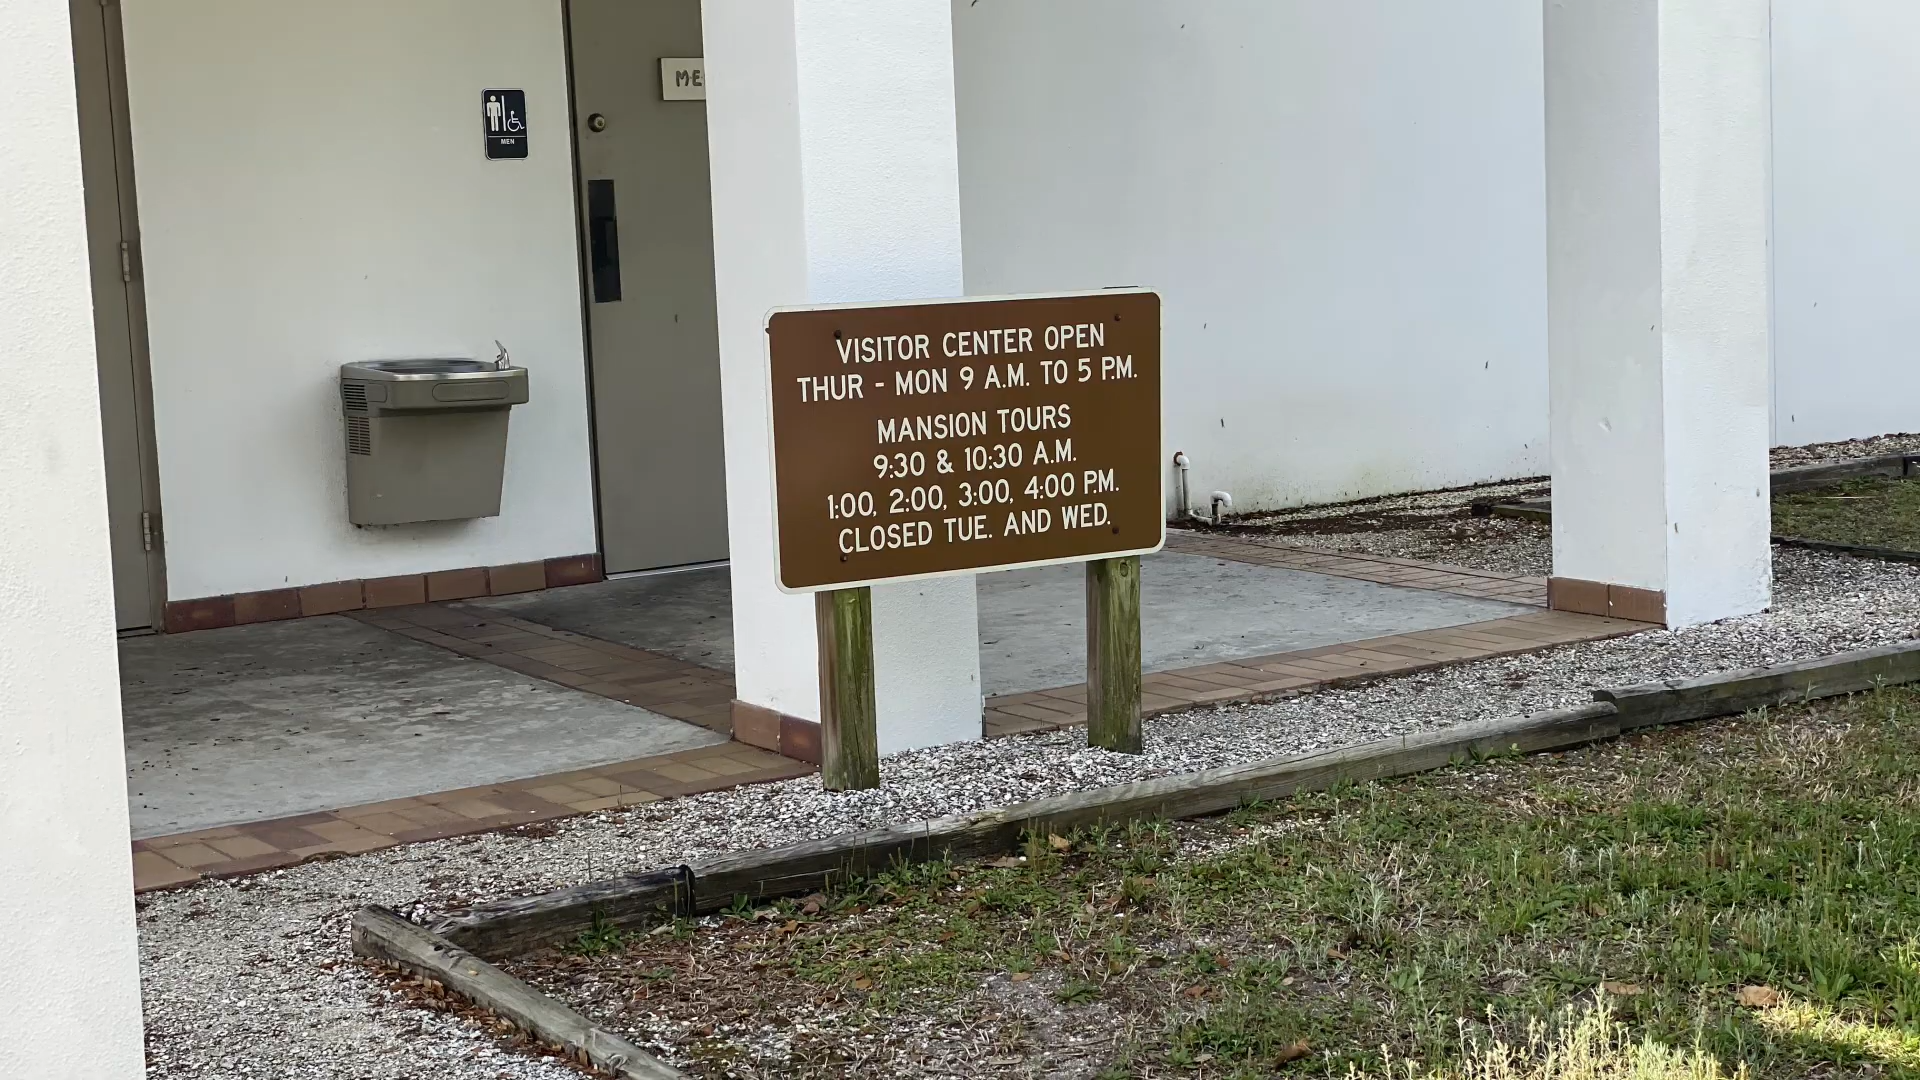 MEN
VISITOR CENTER OPEN
THUR - MON 9 A.M. TO 5 P.M.
MANSION TOURS
9:30 & 10:30 A.M.
1:00, 2:00, 3:00, 4:00 P.M.
CLOSED TUE. AND WED.